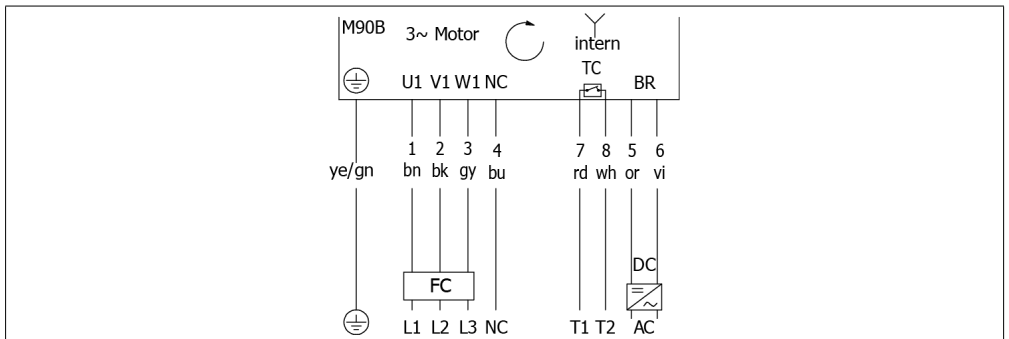 M90B 3~ Motor
intern
TC
U1 V1 W1 NC BR
1 2 3 4 7 8 5 6
ye/gn bn bk gy bu rd wh or vi
DC
FC
L1 L2 L3 NC T1 T2 AC